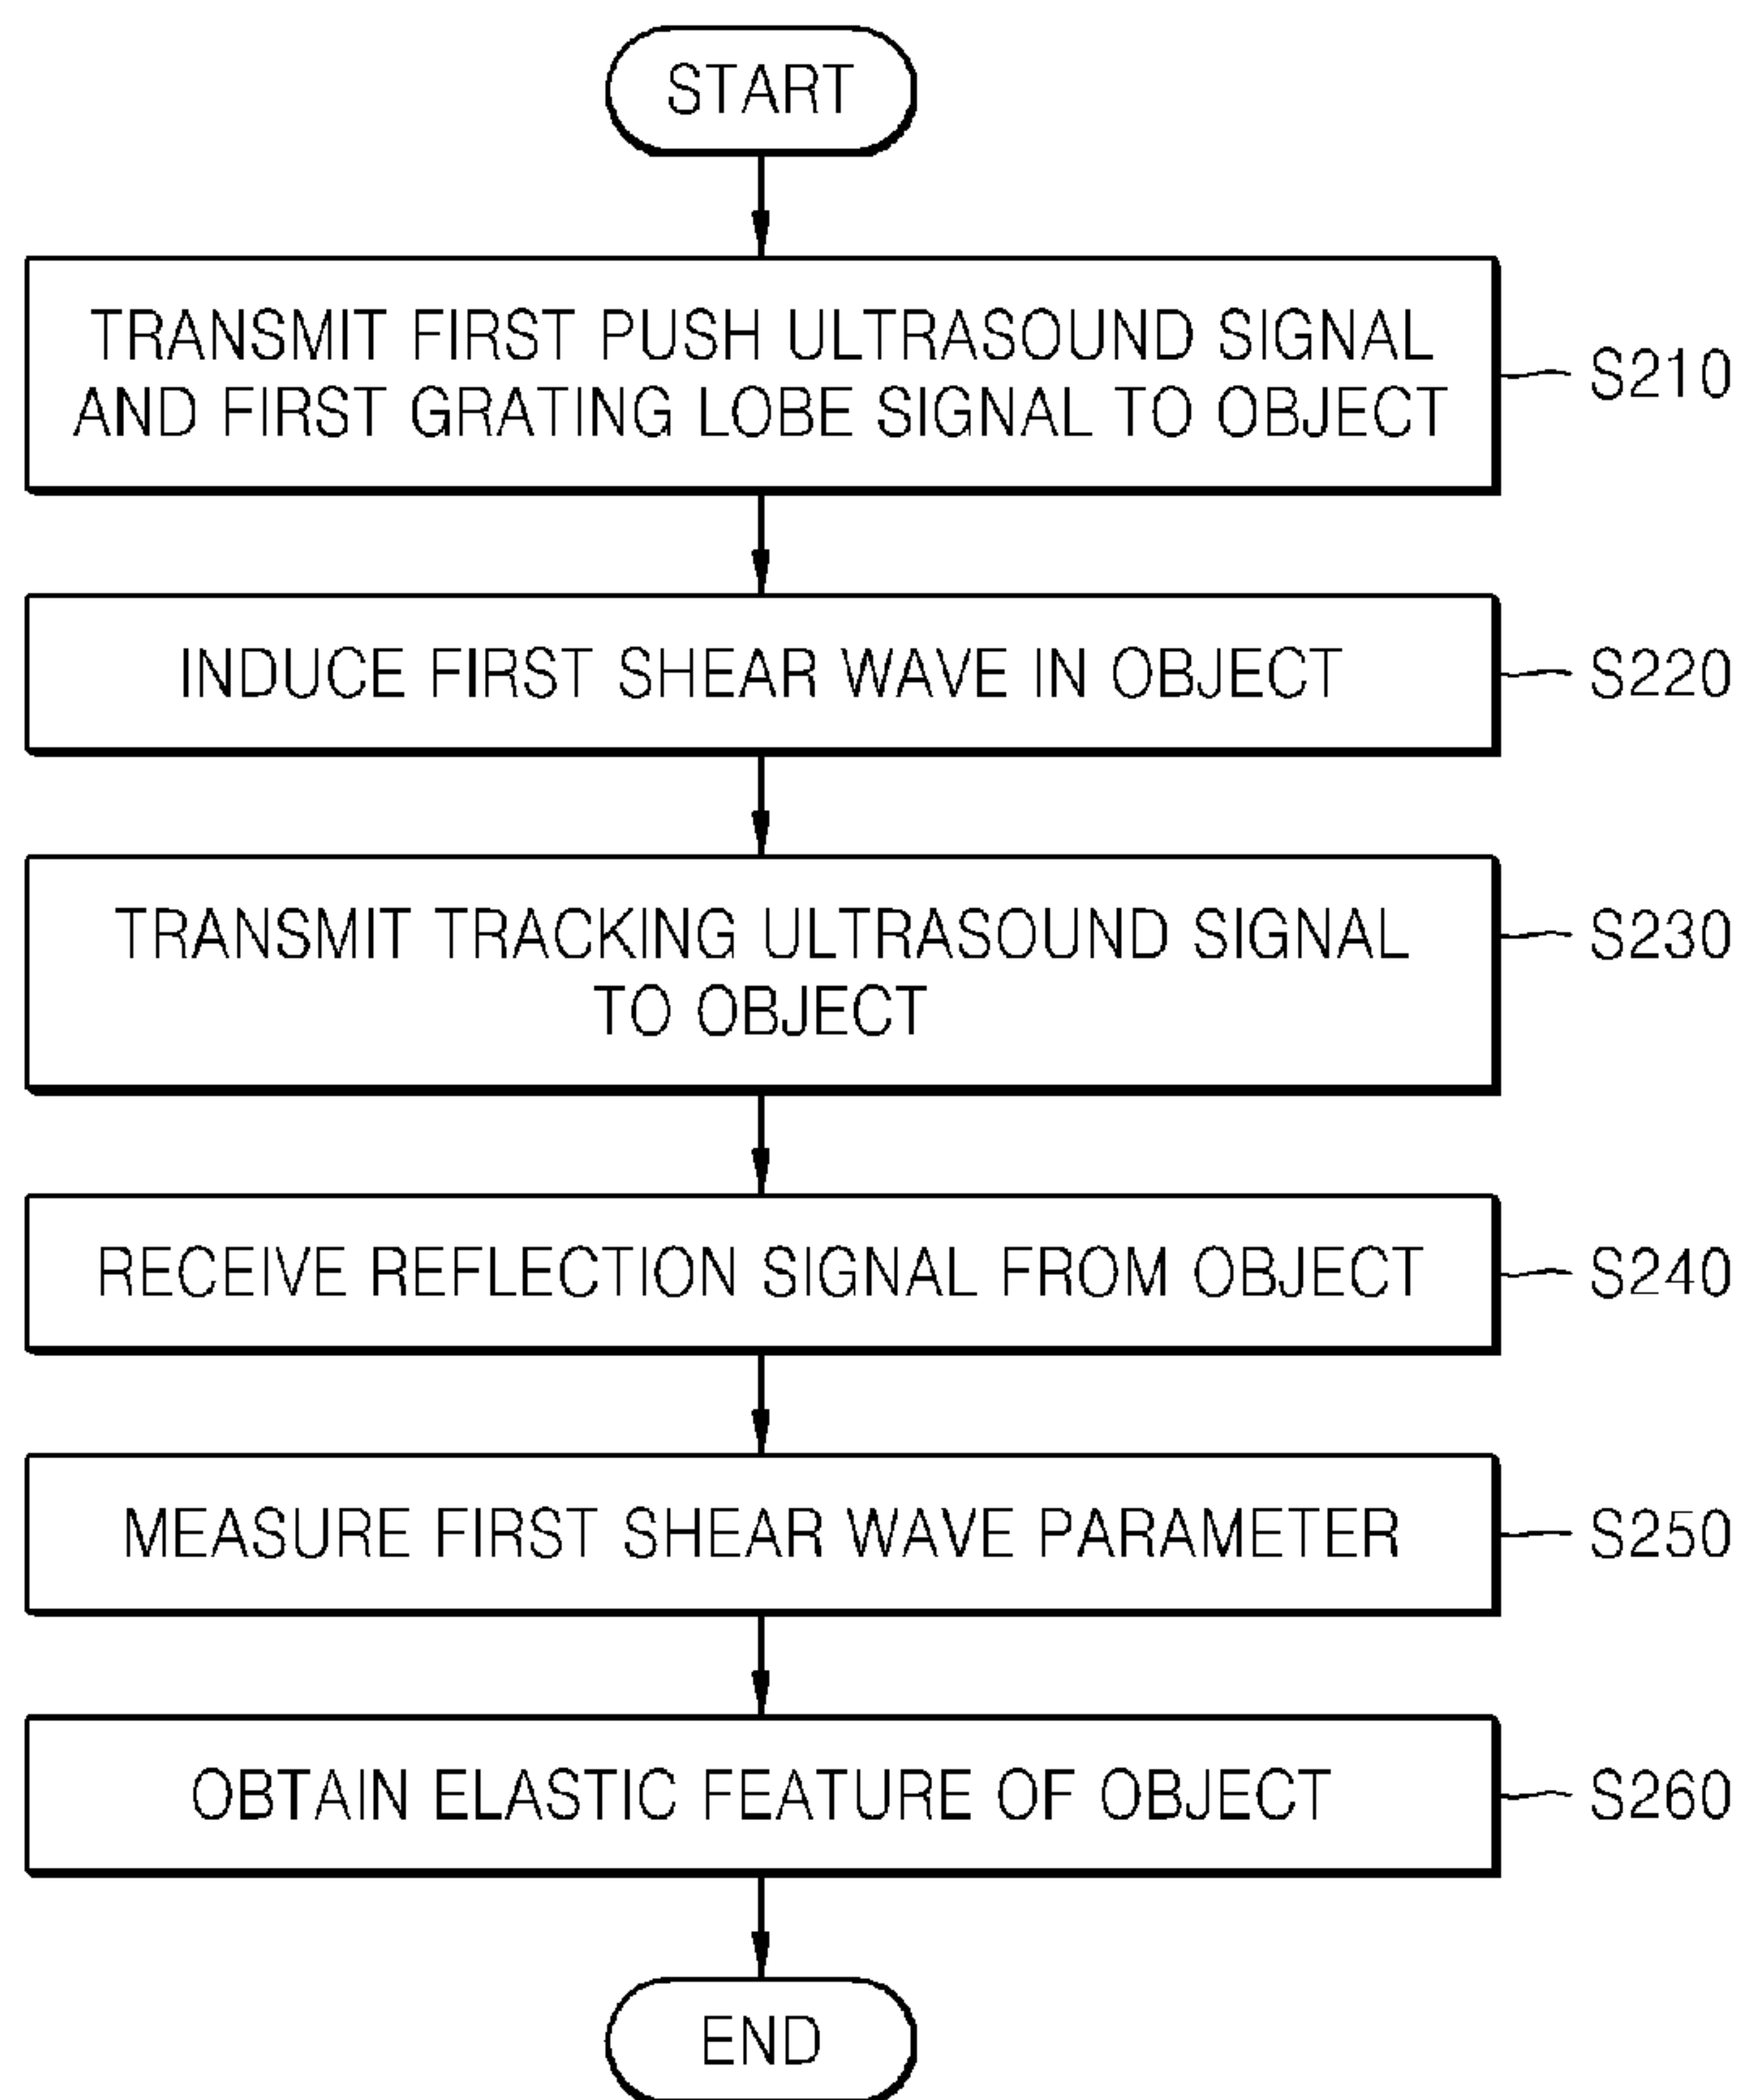 START
TRANSMIT FIRST PUSH ULTRASOUND SIGNAL
AND FIRST GRATING LOBE SIGNAL TO OBJECT
S210
INDUCE FIRST SHEAR WAVE IN OBJECT
S220
TRANSMIT TRACKING ULTRASOUND SIGNAL
TO OBJECT
S230
RECEIVE REFLECTION SIGNAL FROM OBJECT
S240
MEASURE FIRST SHEAR WAVE PARAMETER
S250
OBTAIN ELASTIC FEATURE OF OBJECT
S260
END